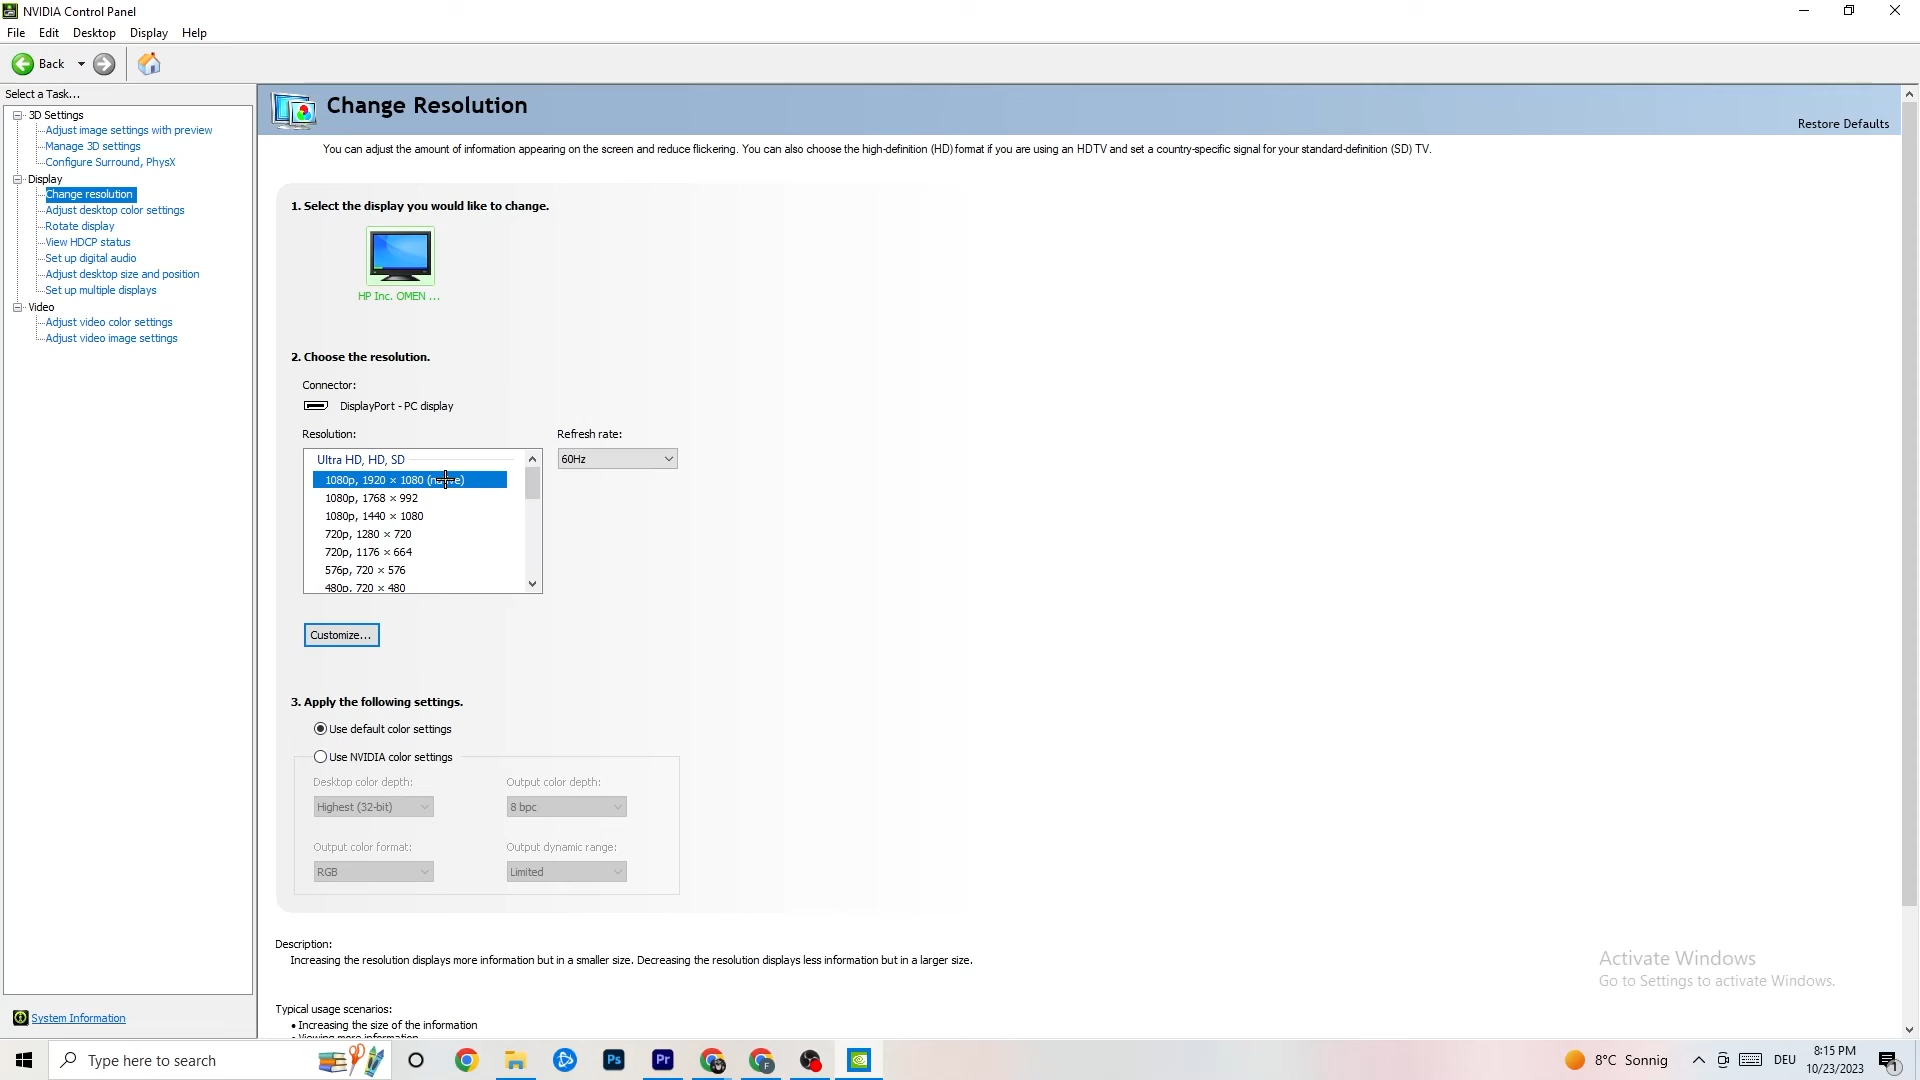 NVIDIA Control Panel
File Edit Desktop Display Help
Back
Select a Task...
3D Settings
Adjust image settings with preview
Manage 3D settings
Configure Surround, PhysX
Display
Change resolution
Adjust desktop color settings
Rotate display
View HDCP status
Set up digital audio
Adjust desktop size and position
Set up multiple displays
Video
Adjust video color settings
Adjust video image settings
System Information
Change Resolution
Restore Defaults
You can adjust the amount of information appearing on the screen and reduce flickering. You can also choose the high-definition (HD) format if you are using an HDTV and set a country-specific signal for your standard-definition (SD) TV.
1. Select the display you would like to change.
HP Inc. OMEN ...
2. Choose the resolution.
Connector:
DisplayPort - PC display
Resolution:
Refresh rate:
Ultra HD, HD, SD
60Hz
1080p, 1920 × 1080 (native)
1080p, 1768 × 992
1080p, 1440 × 1080
720p, 1280 × 720
720p, 1176 × 664
576p, 720 × 576
480p, 720 × 480
Customize...
3. Apply the following settings.
Use default color settings
Use NVIDIA color settings
Desktop color depth:
Output color depth:
Highest (32-bit)
8 bpc
Output color format:
Output dynamic range:
RGB
Limited
Description:
Increasing the resolution displays more information but in a smaller size. Decreasing the resolution displays less information but in a larger size.
Typical usage scenarios:
• Increasing the size of the information
• Viewing more information
Activate Windows
Go to Settings to activate Windows.
Type here to search
Ps
Pr
F
8°C Sonnig
DEU
8:15 PM
10/23/2023
1